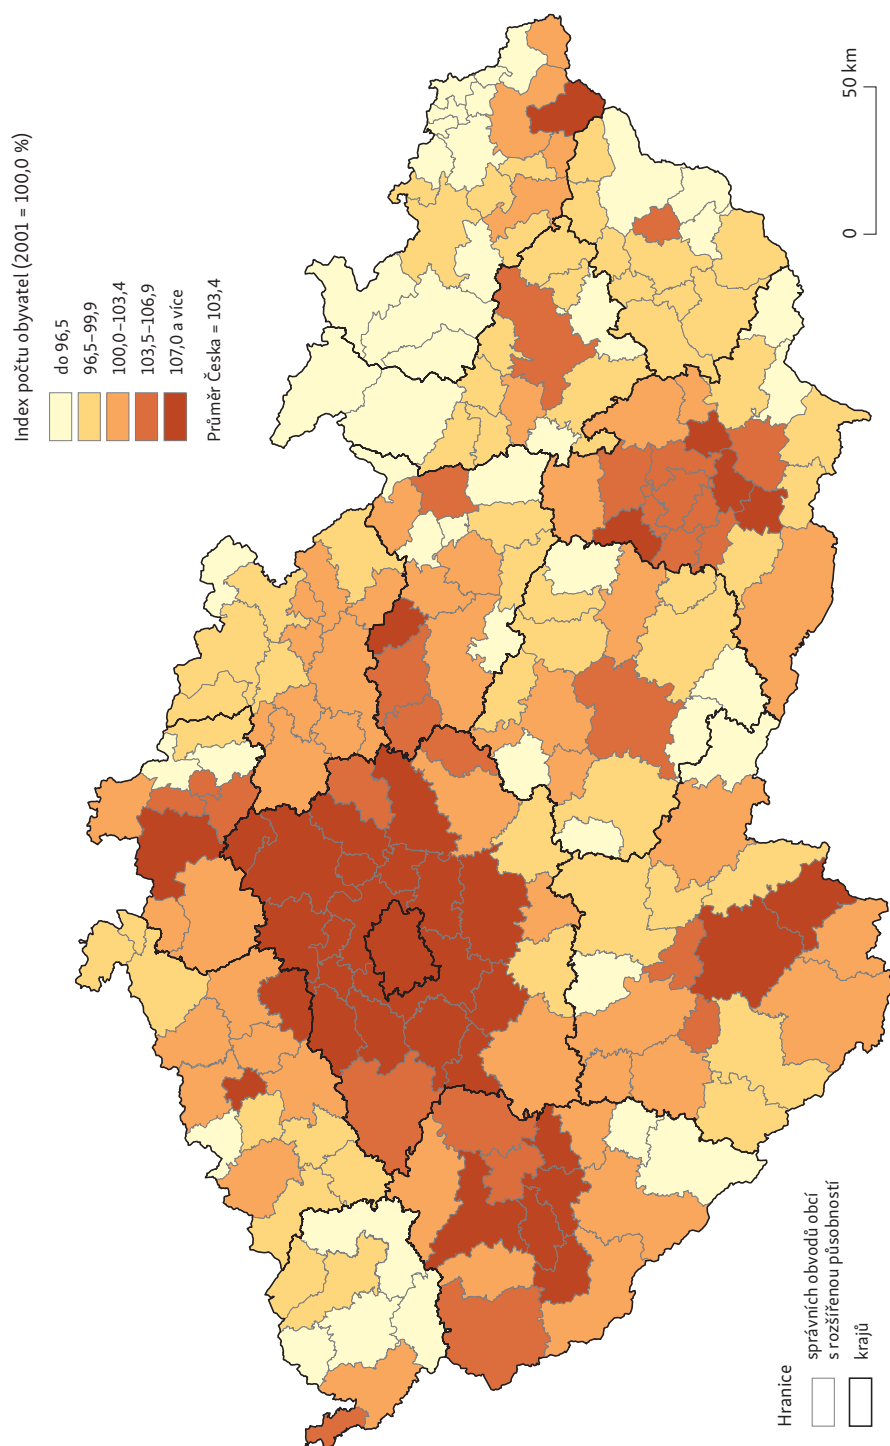 Index počtu obyvatel (2001 = 100,0 %)
do 96,5
96,5–99,9
100,0–103,4
103,5–106,9
107,0 a více
Průměr Česka = 103,4
0
50 km
Hranice
správních obvodů obcí
s rozšířenou působností
krajů